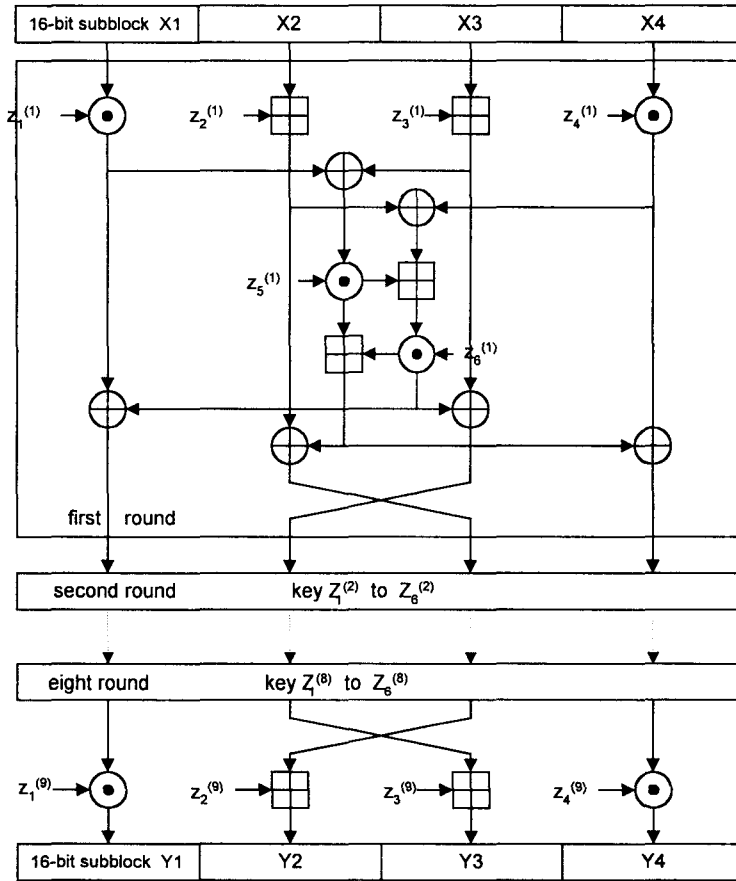 16-bit subblock X1 X2 X3 X4
z₁⁽¹⁾ z₂⁽¹⁾ z₃⁽¹⁾ z₄⁽¹⁾
z₅⁽¹⁾
z₆⁽¹⁾
first round
second round key Z₁⁽²⁾ to Z₆⁽²⁾
eight round key Z₁⁽⁸⁾ to Z₆⁽⁸⁾
z₁⁽⁹⁾ z₂⁽⁹⁾ z₃⁽⁹⁾ z₄⁽⁹⁾
16-bit subblock Y1 Y2 Y3 Y4